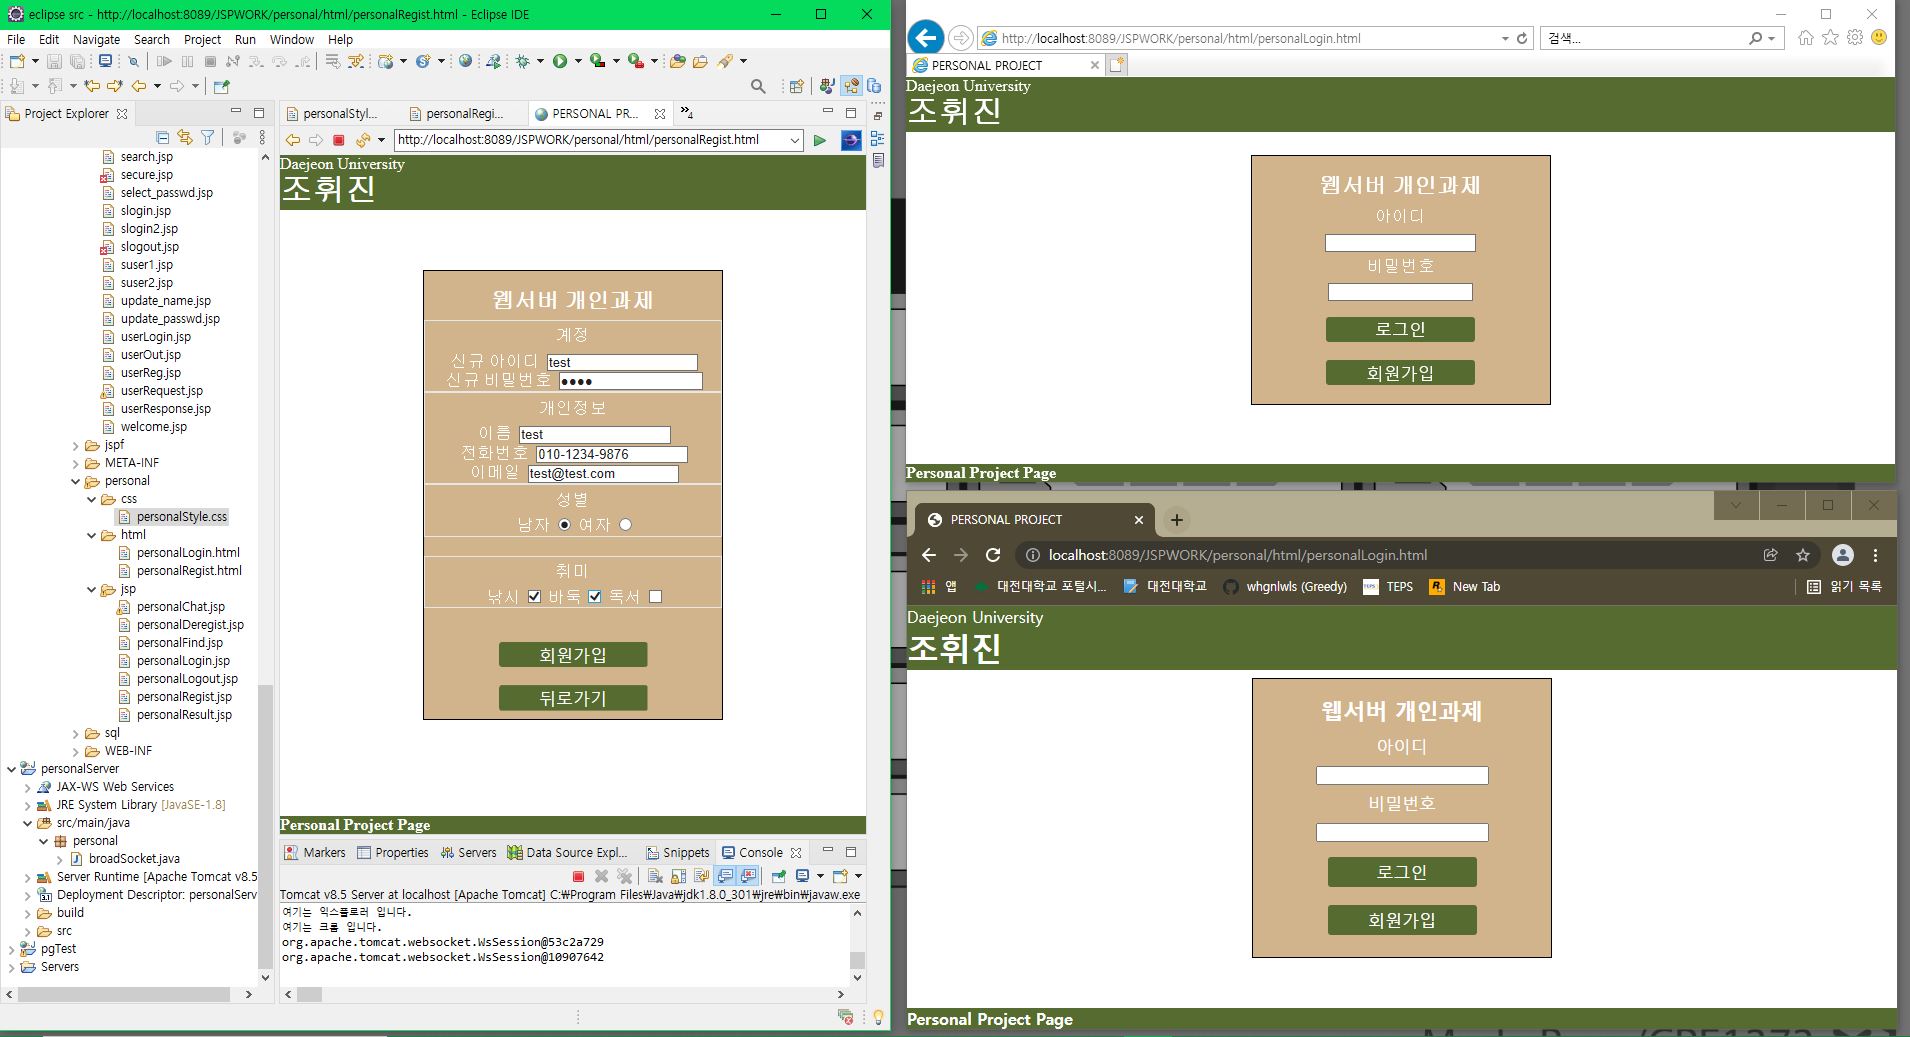 eclipse src - http://localhost:8089/JSPWORK/personal/html/personalRegist.html - Eclipse IDE
File Edit Navigate Search Project Run Window Help
Project Explorer
search.jsp
secure.jsp
select_passwd.jsp
slogin.jsp
slogin2.jsp
slogout.jsp
suser1.jsp
suser2.jsp
update_name.jsp
update_passwd.jsp
userLogin.jsp
userOut.jsp
userReg.jsp
userRequest.jsp
userResponse.jsp
welcome.jsp
jspf
META-INF
personal
css
personalStyle.css
html
personalLogin.html
personalRegist.html
jsp
personalChat.jsp
personalDeregist.jsp
personalFind.jsp
personalLogin.jsp
personalLogout.jsp
personalRegist.jsp
personalResult.jsp
sql
WEB-INF
personalServer
JAX-WS Web Services
JRE System Library [JavaSE-1.8]
src/main/java
personal
broadSocket.java
Server Runtime [Apache Tomcat v8.5
Deployment Descriptor: personalServ
build
src
pgTest
Servers
personalStyl... personalRegi... PERSONAL PR... »4
http://localhost:8089/JSPWORK/personal/html/personalRegist.html
Daejeon University
조휘진
웹서버 개인과제
계정
신규 아이디 test
신규 비밀번호 ●●●●
개인정보
이름 test
전화번호 010-1234-9876
이메일 test@test.com
성별
남자 여자
취미
낚시 바둑 독서
회원가입
뒤로가기
Personal Project Page
Markers Properties Servers Data Source Expl... Snippets Console
Tomcat v8.5 Server at localhost [Apache Tomcat] C:₩Program Files₩Java₩jdk1.8.0_301₩jre₩bin₩javaw.exe
여기는 익스플로러 입니다.
여기는 크롬 입니다.
org.apache.tomcat.websocket.WsSession@53c2a729
org.apache.tomcat.websocket.WsSession@10907642
http://localhost:8089/JSPWORK/personal/html/personalLogin.html 검색...
PERSONAL PROJECT
Daejeon University
조휘진
웹서버 개인과제
아이디
비밀번호
로그인
회원가입
Personal Project Page
PERSONAL PROJECT
localhost:8089/JSPWORK/personal/html/personalLogin.html
앱 대전대학교 포털시... 대전대학교 whgnlwls (Greedy) TEPS TEPS New Tab 읽기 목록
Daejeon University
조휘진
웹서버 개인과제
아이디
비밀번호
로그인
회원가입
Personal Project Page